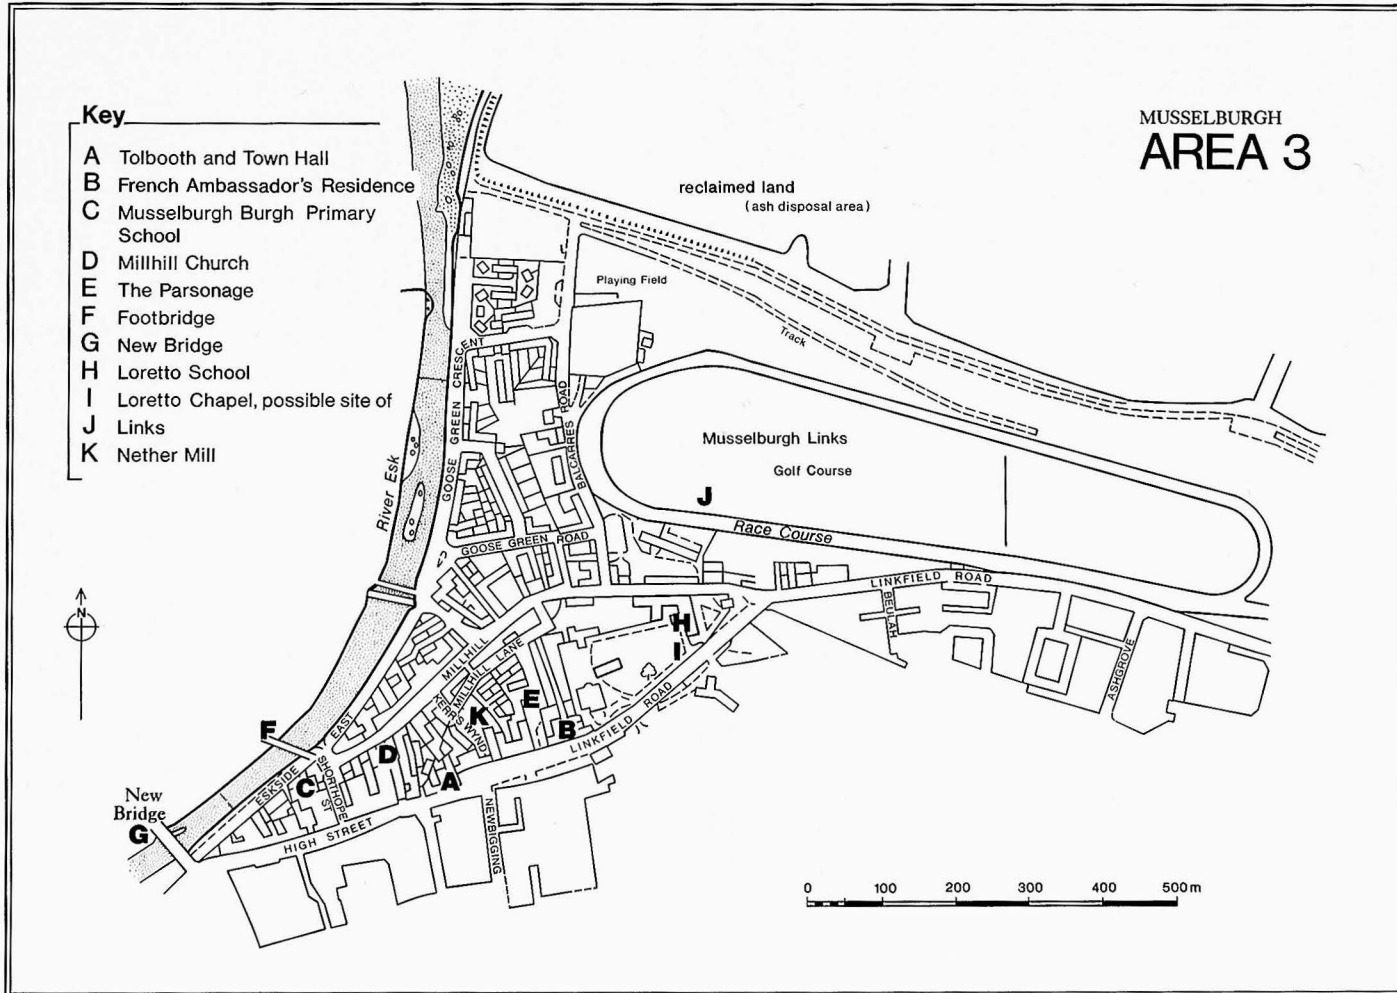 MUSSELBURGH
AREA 3
Key
A Tolbooth and Town Hall
B French Ambassador's Residence
C Musselburgh Burgh Primary
School
D Millhill Church
E The Parsonage
F Footbridge
G New Bridge
H Loretto School
I Loretto Chapel, possible site of
J Links
K Nether Mill
reclaimed land
(ash disposal area)
Playing Field
Track
GOOSE GREEN CRESCENT
BALCARRES ROAD
Musselburgh Links
Golf Course
J
Race Course
River Esk
GOOSE GREEN ROAD
LINKFIELD ROAD
BEULAH
ASHGROVE
N
H
I
MILLHILL
MILLHILL LANE
KERR'S WYND
E
K
B
LINKFIELD ROAD
F
D
A
C
ESKSIDE EAST
SHORTHOPE ST
New
Bridge
G
HIGH STREET
NEWBIGGING
0 100 200 300 400 500 m